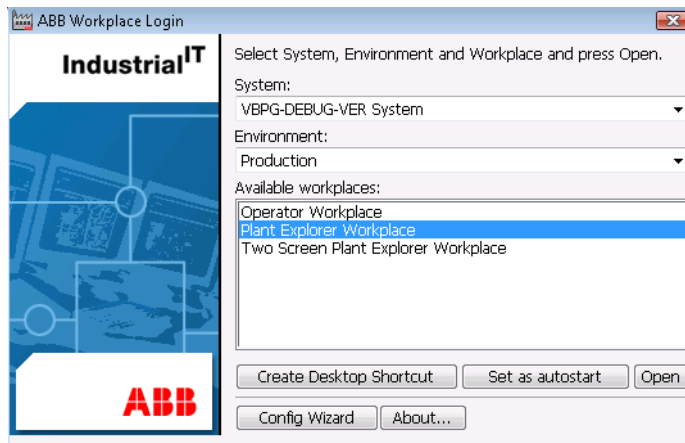 ABB Workplace Login
Industrial IT
Select System, Environment and Workplace and press Open.
System:
VBPG-DEBUG-VER System
Environment:
Production
Available workplaces:
Operator Workplace
Plant Explorer Workplace
Two Screen Plant Explorer Workplace
Create Desktop Shortcut Set as autostart Open
ABB
Config Wizard About...